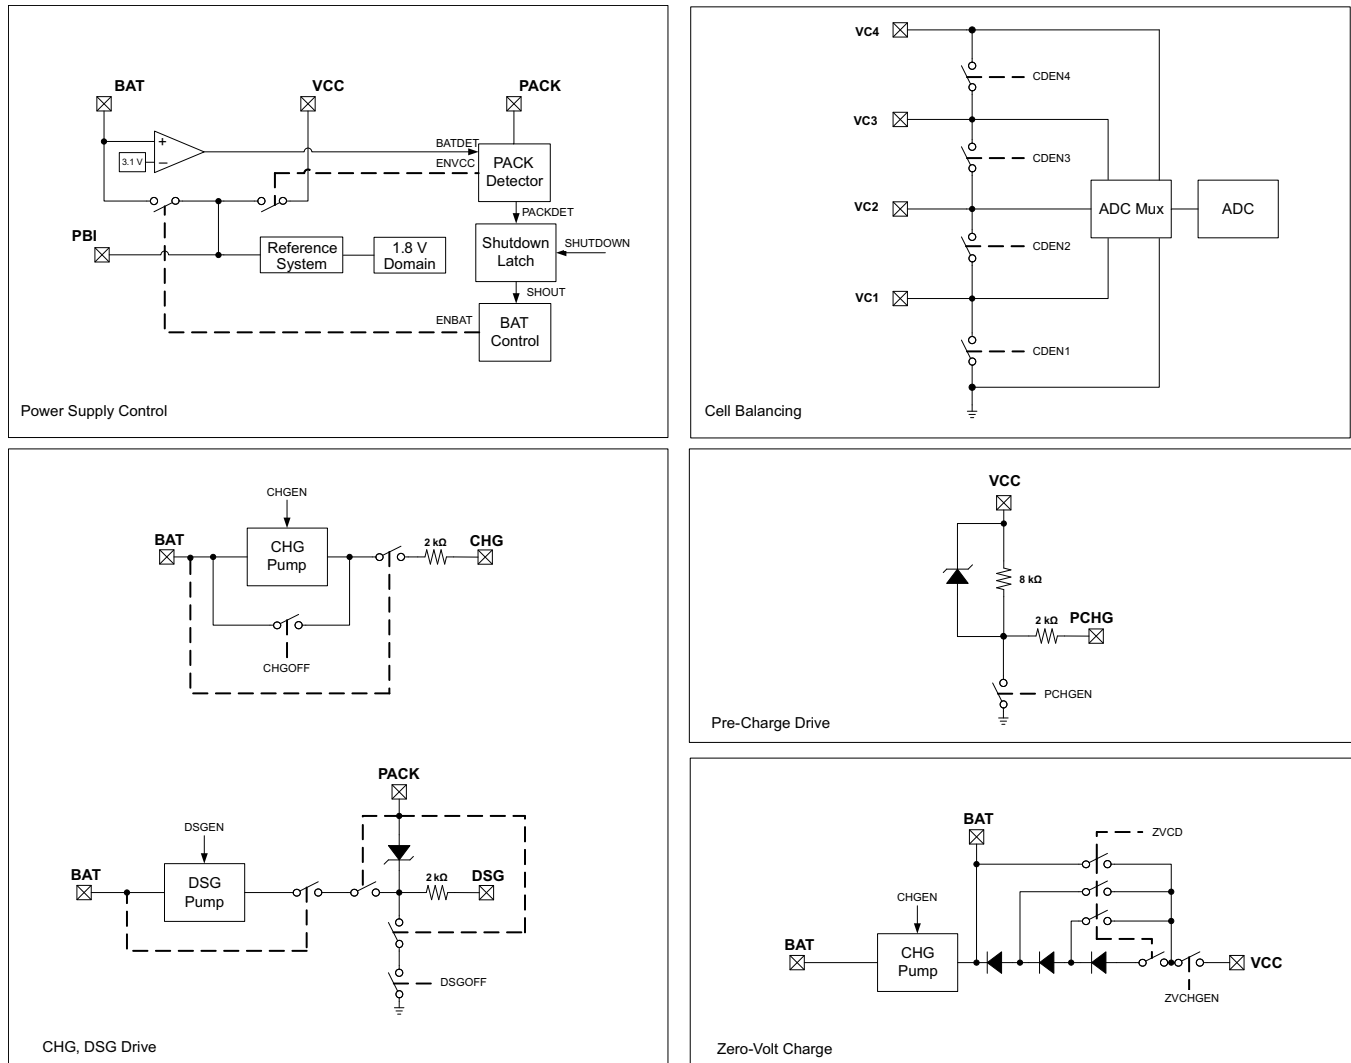 BAT
VCC
PACK
3.1 V
+
−
BATDET
ENVCC
PACK
Detector
PACKDET
PBI
Reference
System
1.8 V
Domain
Shutdown
Latch
SHUTDOWN
SHOUT
ENBAT
BAT
Control
Power Supply Control
VC4
CDEN4
VC3
CDEN3
VC2
ADC Mux
ADC
CDEN2
VC1
CDEN1
Cell Balancing
CHGEN
BAT
CHG
Pump
2 kΩ
CHG
CHGOFF
PACK
DSGEN
BAT
DSG
Pump
2 kΩ
DSG
DSGOFF
CHG, DSG Drive
VCC
8 kΩ
2 kΩ
PCHG
PCHGEN
Pre-Charge Drive
BAT
ZVCD
CHGEN
BAT
CHG
Pump
VCC
ZVCHGEN
Zero-Volt Charge